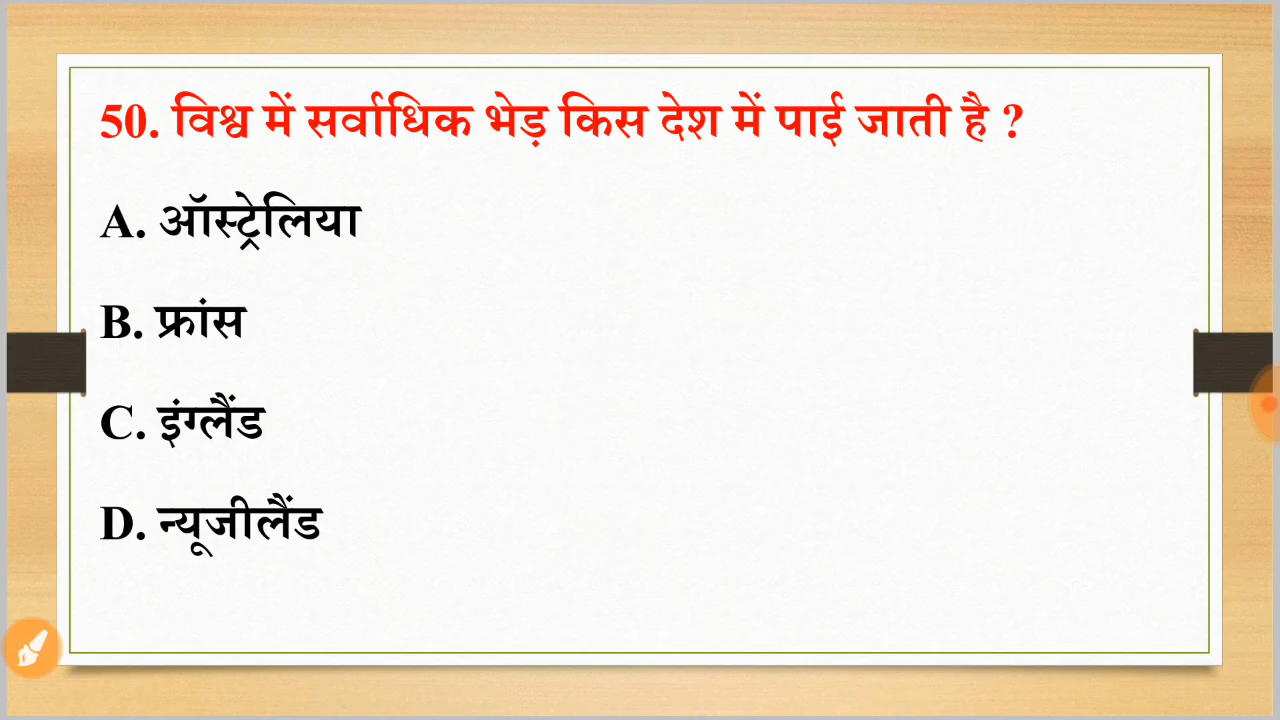 50. विश्व में सर्वाधिक भेड़ किस देश में पाई जाती है ?
A. ऑस्ट्रेलिया
B. फ्रांस
C. इंग्लैंड
D. न्यूजीलैंड